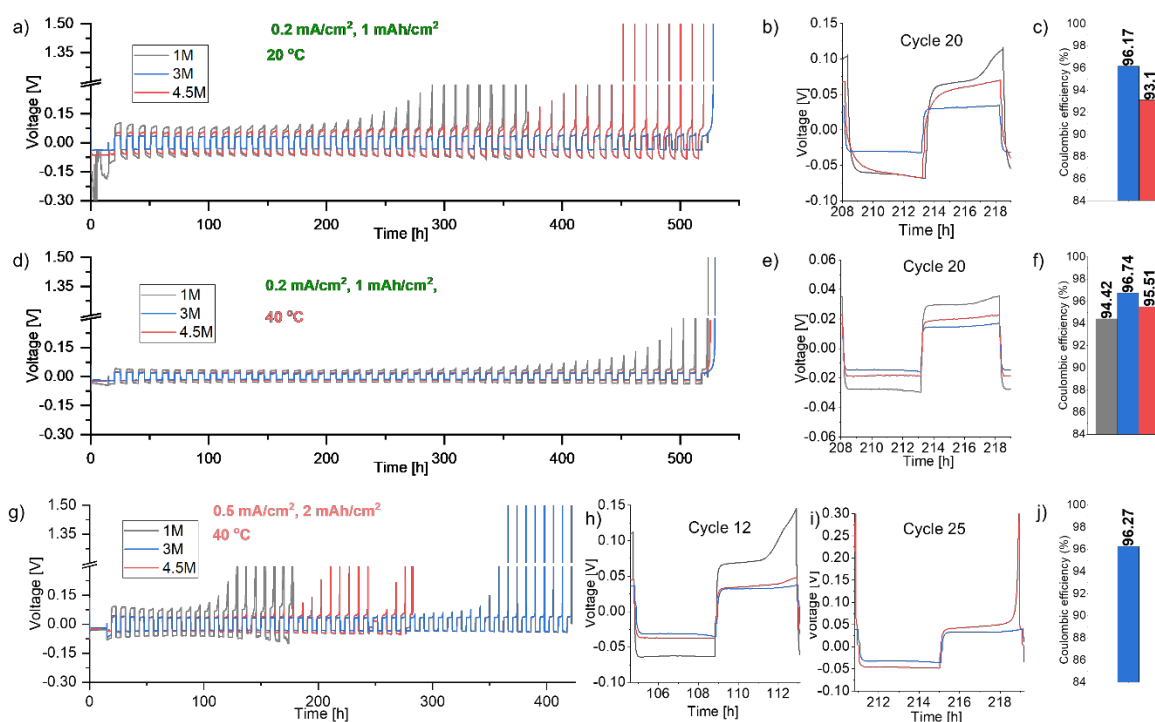 a)
1.50
1.35
0.15
0.00
-0.15
-0.30
Voltage [V]
1M
3M
4.5M
0.2 mA/cm², 1 mAh/cm²
20 °C
0 100 200 300 400 500
Time [h]
b)
0.15
0.10
0.05
0.00
-0.05
-0.10
Voltage [V]
Cycle 20
208 210 212 214 216 218
Time [h]
c)
100
98
96
94
92
90
88
86
84
Coulombic efficiency (%)
96.17
93.1
d)
1.50
1.35
0.15
0.00
-0.15
-0.30
Voltage [V]
1M
3M
4.5M
0.2 mA/cm², 1 mAh/cm²,
40 °C
0 100 200 300 400 500
Time [h]
e)
0.06
0.04
0.02
0.00
-0.02
-0.04
-0.06
Voltage [V]
Cycle 20
208 210 212 214 216 218
Time [h]
f)
100
98
96
94
92
90
88
86
84
Coulombic efficiency (%)
94.42
96.74
95.51
g)
1.50
1.35
0.15
0.00
-0.15
-0.30
Voltage [V]
1M
3M
4.5M
0.5 mA/cm², 2 mAh/cm²
40 °C
0 100 200 300 400
Time [h]
h)
0.15
0.10
0.05
0.00
-0.05
-0.10
Voltage [V]
Cycle 12
106 108 110 112
Time [h]
i)
0.30
0.25
0.20
0.15
0.10
0.05
0.00
-0.05
-0.10
Voltage [V]
Cycle 25
212 214 216 218
Time [h]
j)
100
98
96
94
92
90
88
86
84
Coulombic efficiency (%)
96.27